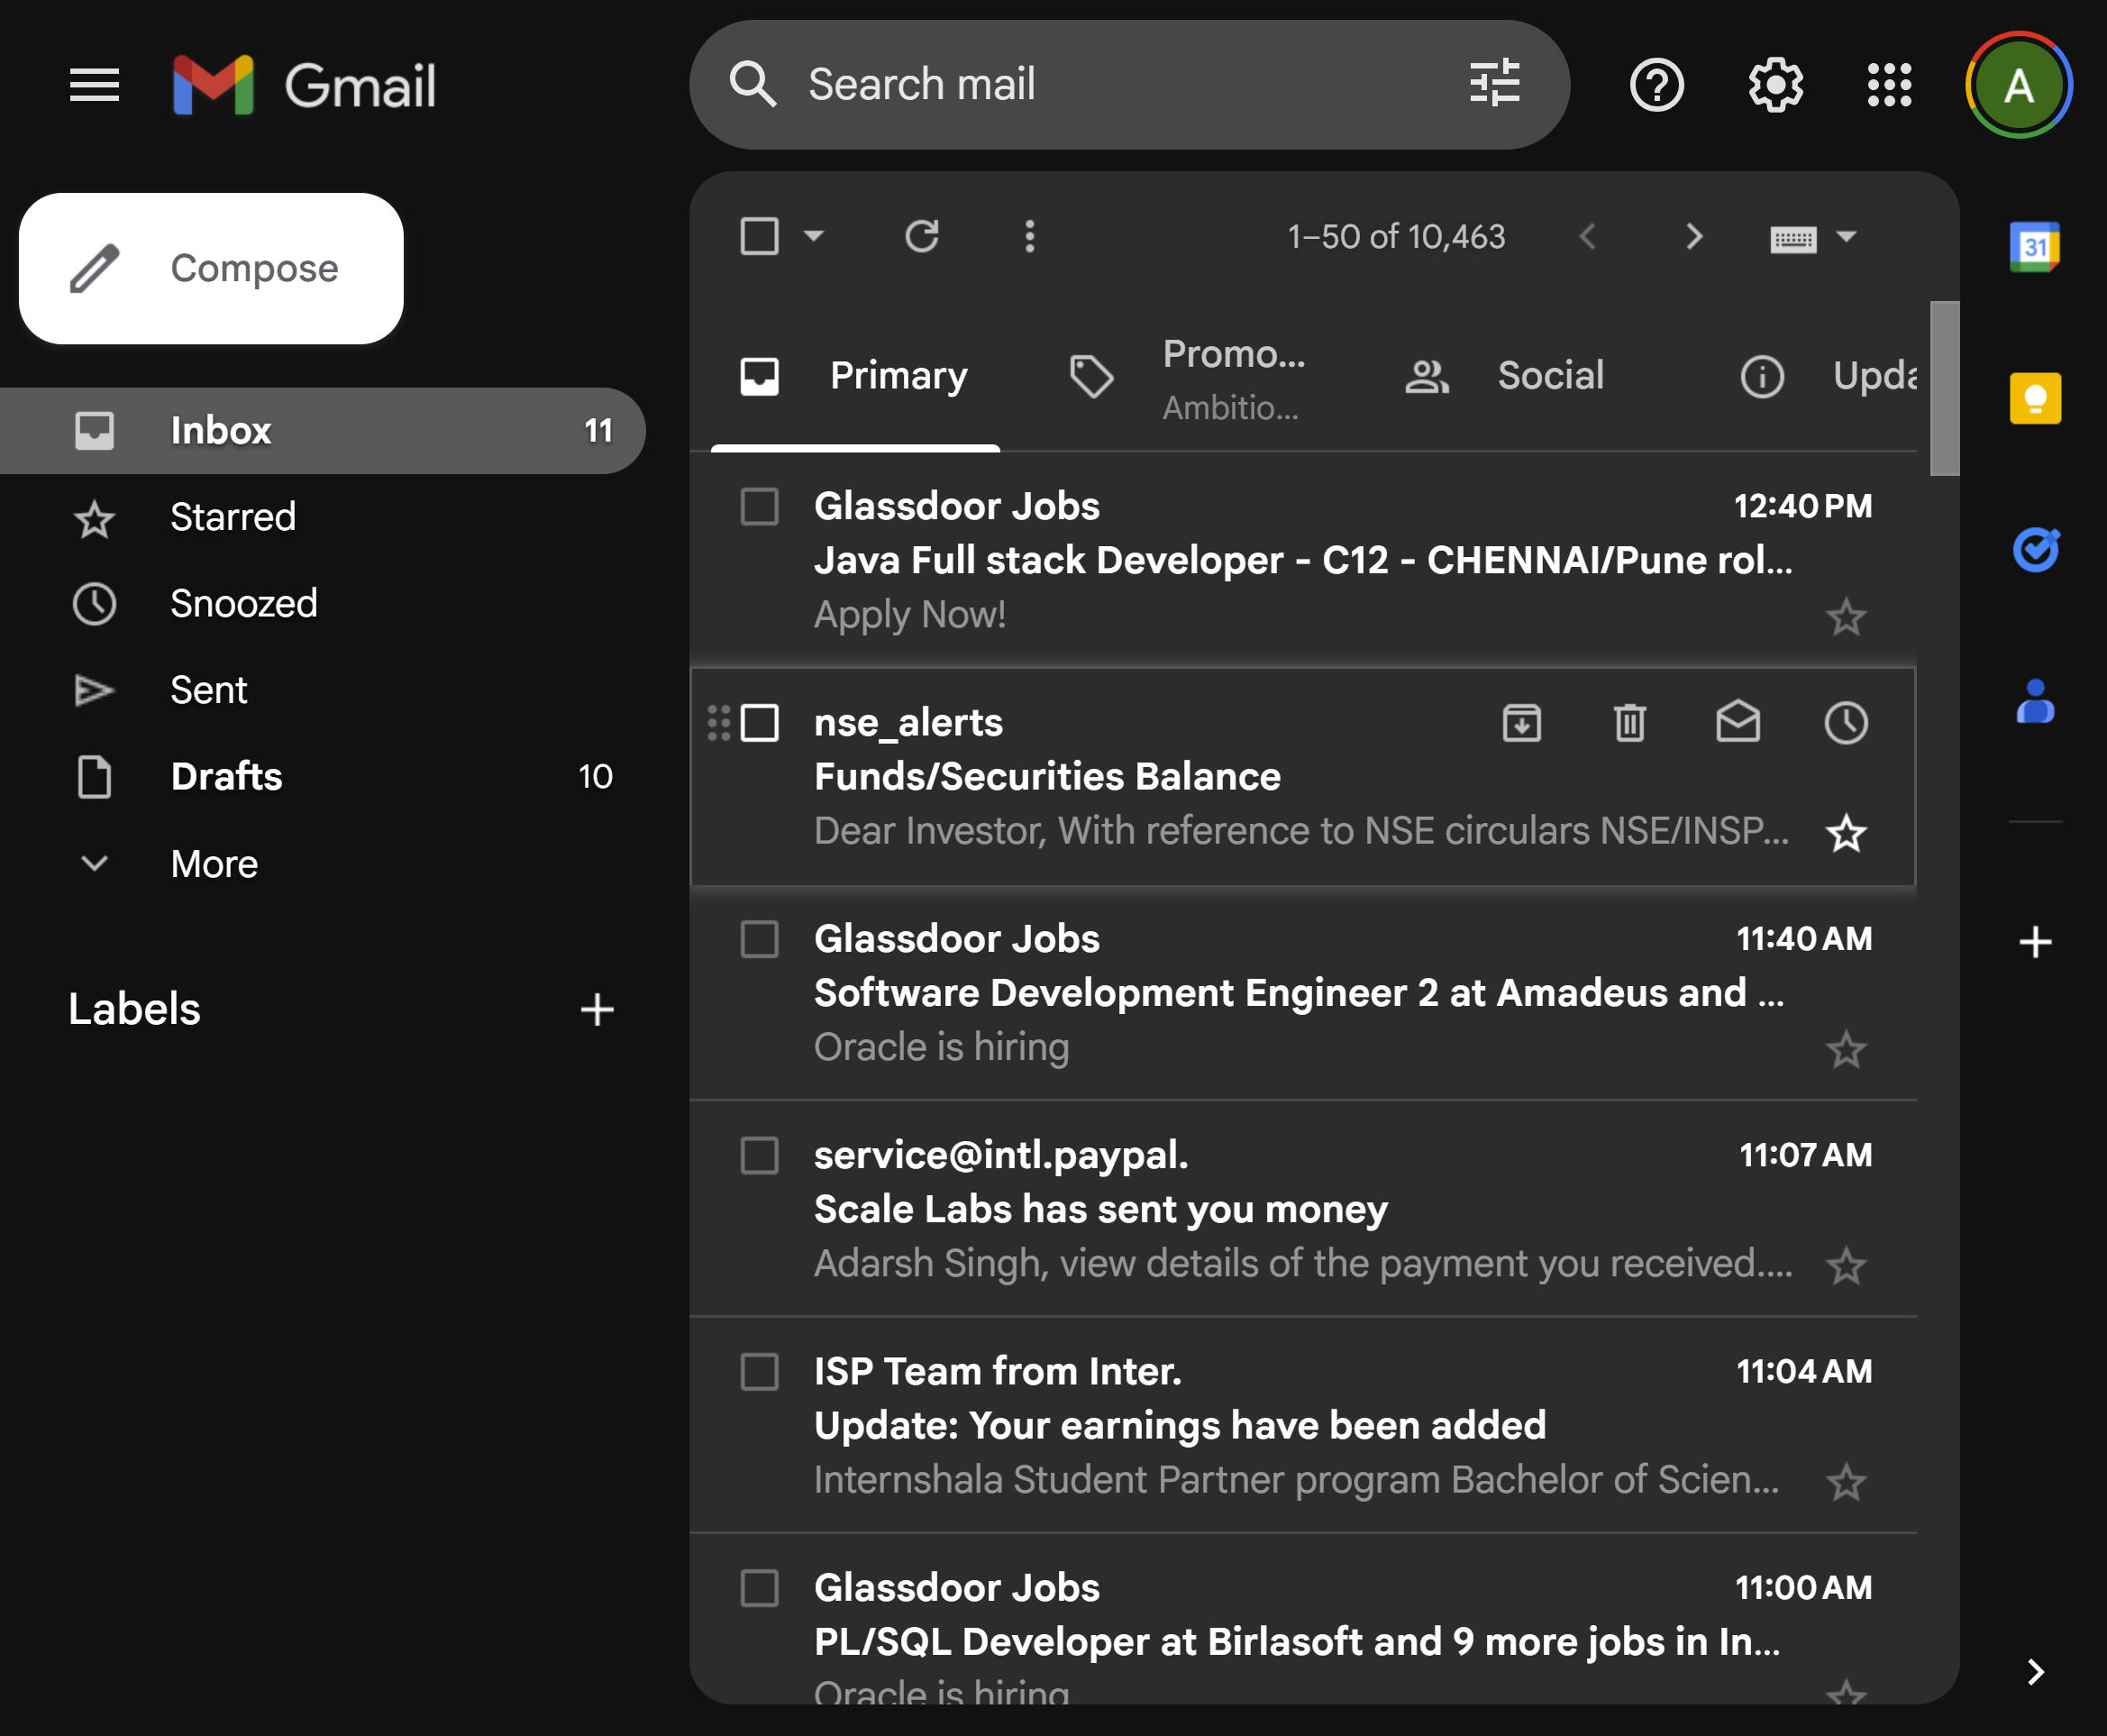 Gmail
Search mail
A
Compose
Inbox 11
Starred
Snoozed
Sent
Drafts 10
More
Labels
1–50 of 10,463
31
Primary
Promo...
Ambitio...
Social
Upda
Glassdoor Jobs 12:40 PM
Java Full stack Developer - C12 - CHENNAI/Pune rol...
Apply Now!
nse_alerts
Funds/Securities Balance
Dear Investor, With reference to NSE circulars NSE/INSP...
Glassdoor Jobs 11:40 AM
Software Development Engineer 2 at Amadeus and ...
Oracle is hiring
service@intl.paypal. 11:07 AM
Scale Labs has sent you money
Adarsh Singh, view details of the payment you received....
ISP Team from Inter. 11:04 AM
Update: Your earnings have been added
Internshala Student Partner program Bachelor of Scien...
Glassdoor Jobs 11:00 AM
PL/SQL Developer at Birlasoft and 9 more jobs in In...
Oracle is hiring